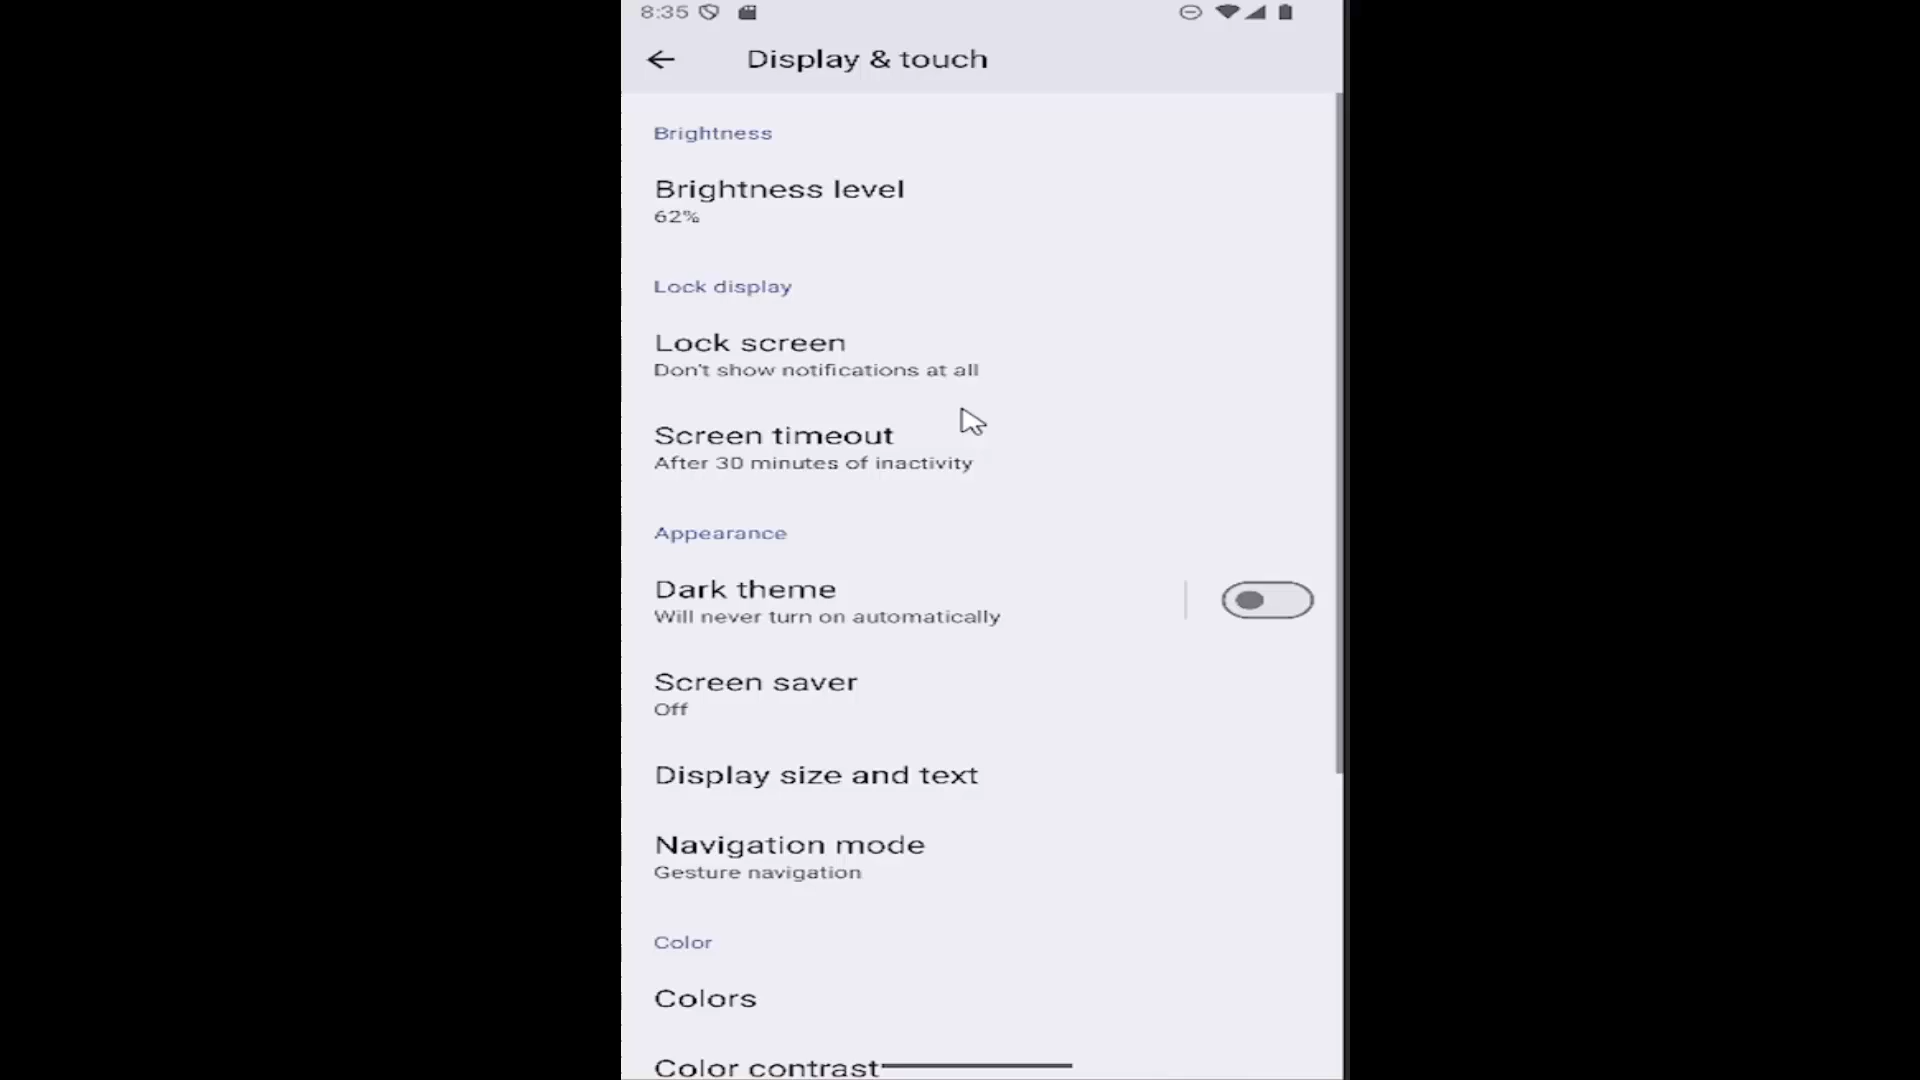 8:35
Display & touch
Brightness
Brightness level
62%
Lock display
Lock screen
Don't show notifications at all
Screen timeout
After 30 minutes of inactivity
Appearance
Dark theme
Will never turn on automatically
Screen saver
Off
Display size and text
Navigation mode
Gesture navigation
Color
Colors
Color contrast